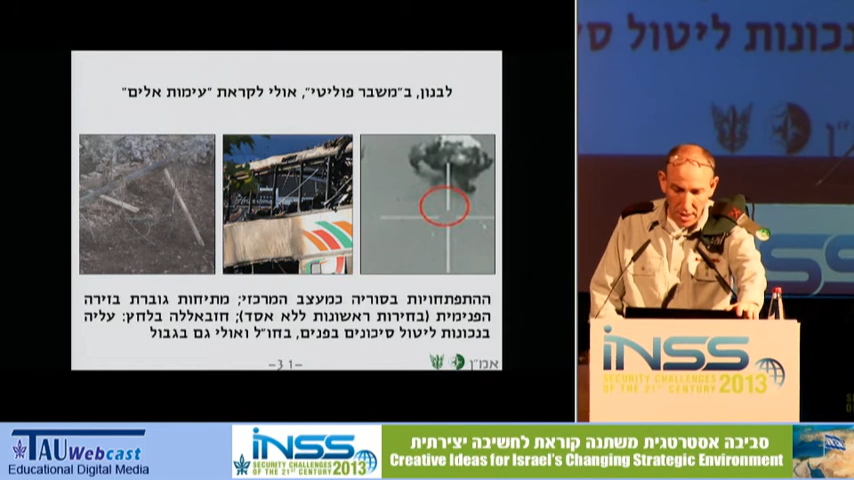 לבנון, ב"משבר פוליטי", אולי לקראת "עימות אלים"
ההתפתחויות בסוריה כמעצב המרכזי; מתיחות גוברת בזירה
הפנימית (בחירות ראשונות ללא אסד); חזבאללה בלחץ: עליה
בנכונות ליטול סיכונים בפנים, בחו"ל ואולי גם בגבול
-31-
אמ"ן
נכונות ליטול
iNSS
SECURITY CHALLENGES
OF THE 21ST CENTURY 2013
TAU Webcast
Educational Digital Media
iNSS
SECURITY CHALLENGES
OF THE 21ST CENTURY 2013
סביבה אסטרטגית משתנה קוראת לחשיבה יצירתית
Creative Ideas for Israel's Changing Strategic Environment